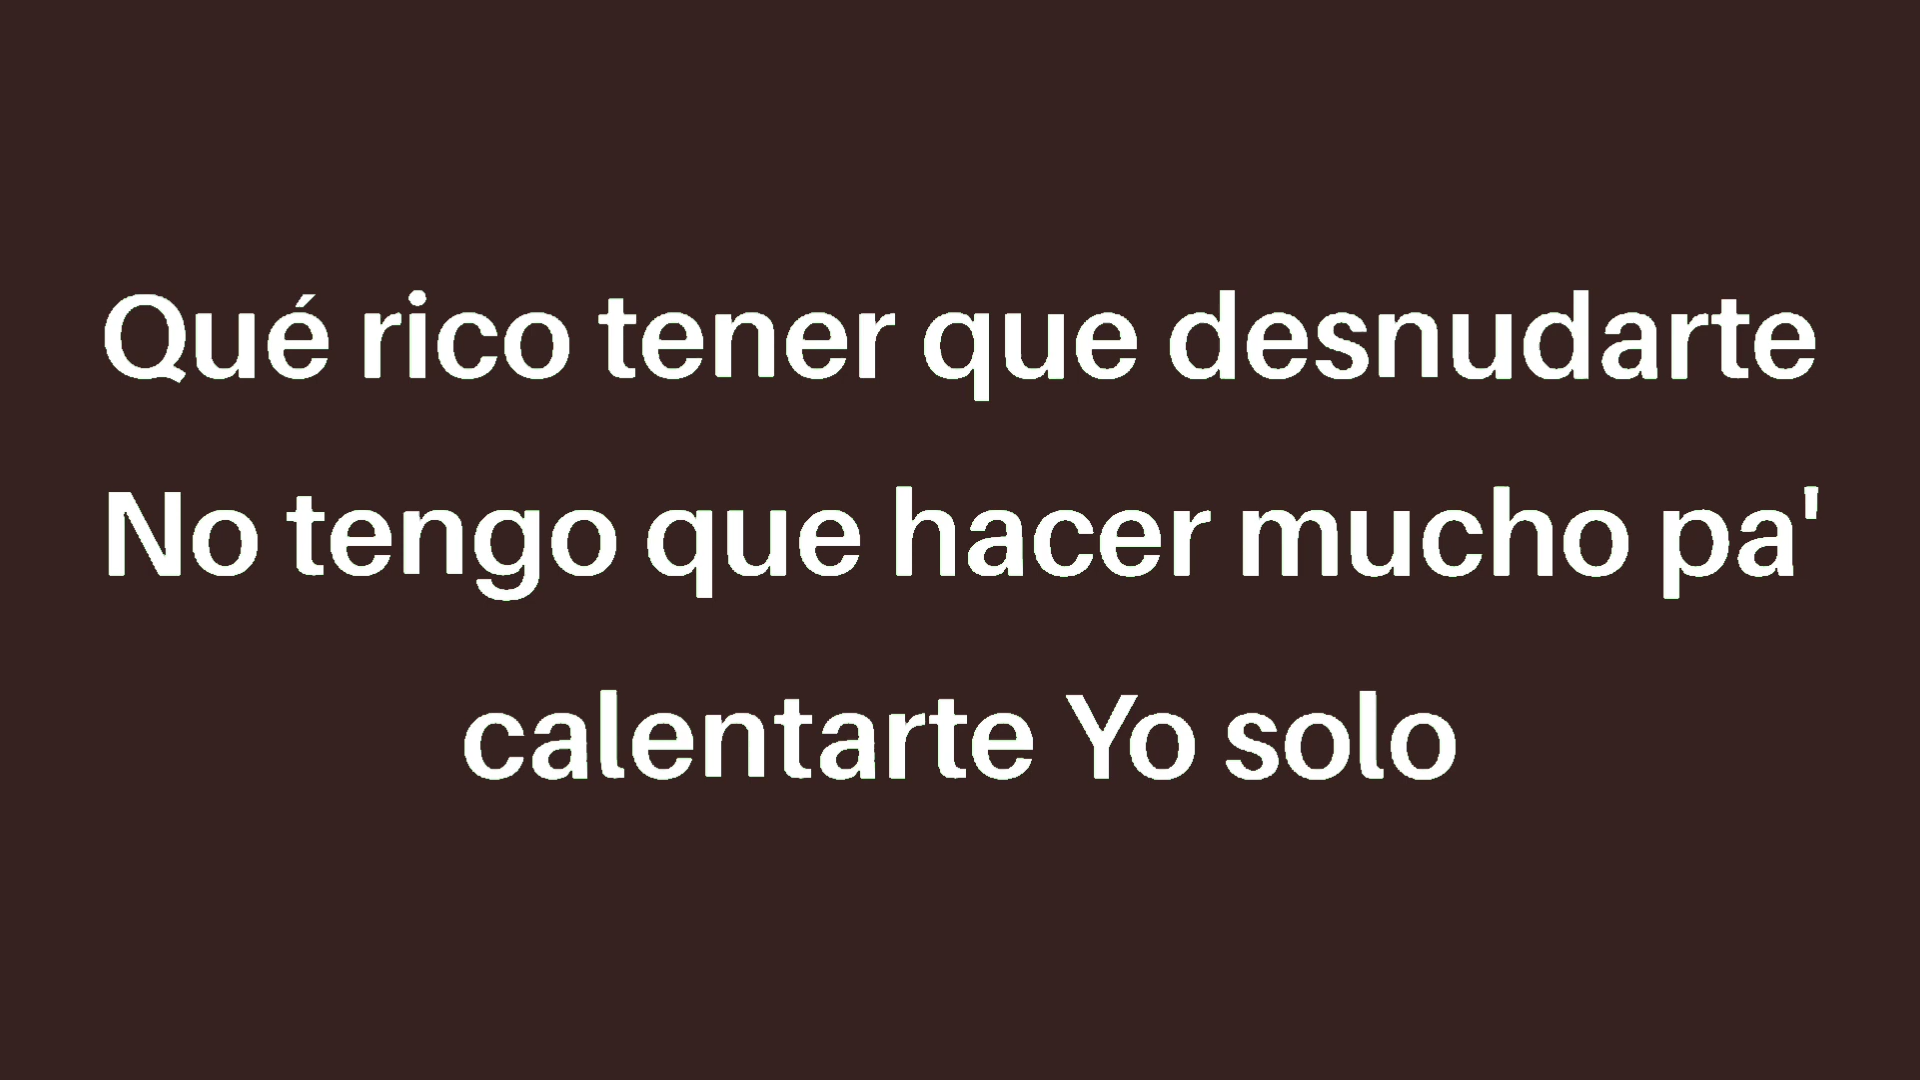 Qué rico tener que desnudarte
No tengo que hacer mucho pa'
calentarte Yo solo